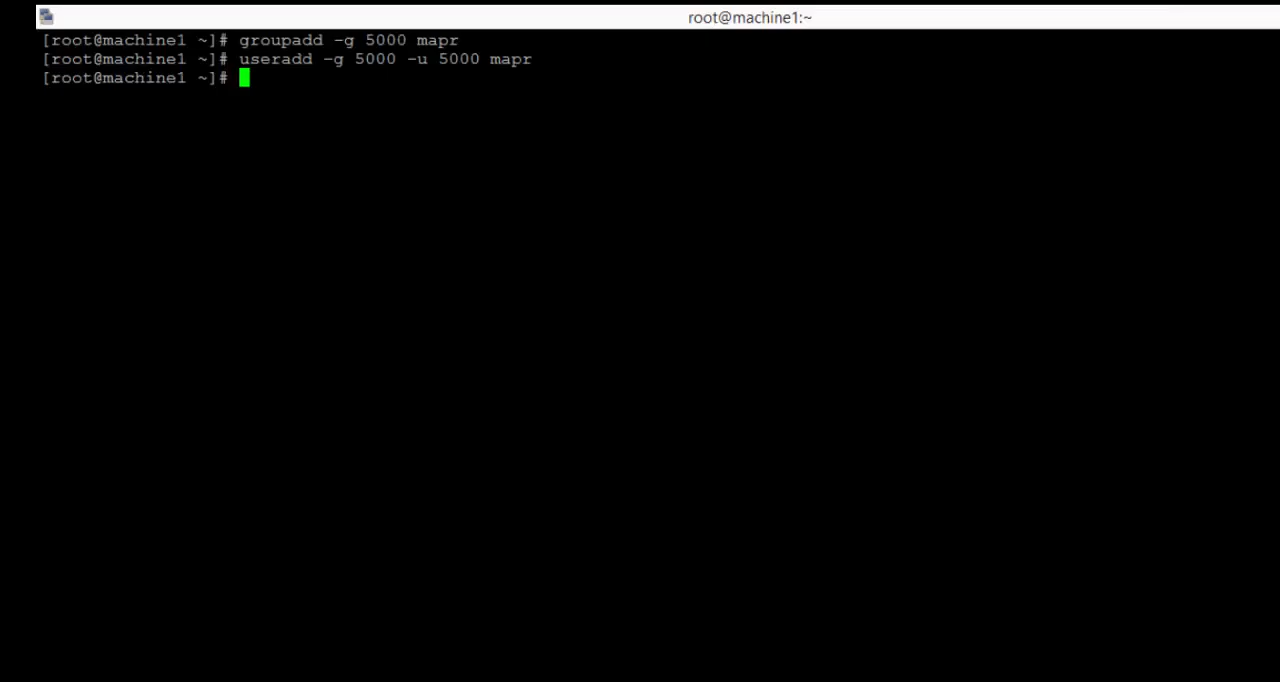 root@machine1:~
[root@machine1 ~]# groupadd -g 5000 mapr
[root@machine1 ~]# useradd -g 5000 -u 5000 mapr
[root@machine1 ~]#